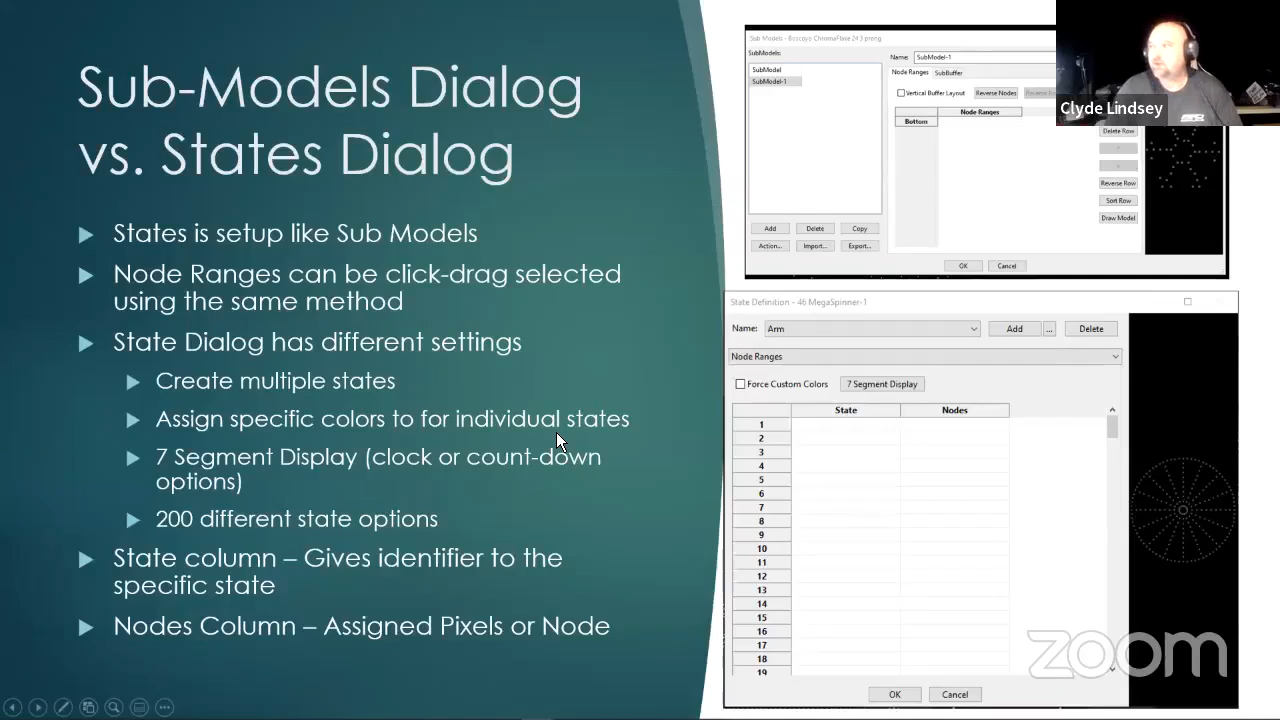 Sub-Models Dialog
vs. States Dialog
States is setup like Sub Models
Node Ranges can be click-drag selected
using the same method
State Dialog has different settings
Create multiple states
Assign specific colors to for individual states
7 Segment Display (clock or count-down
options)
200 different state options
State column – Gives identifier to the
specific state
Nodes Column – Assigned Pixels or Node
Sub Models - Boscoyo ChromaFlake 24 3 prong
SubModels:
SubModel
SubModel-1
Add Delete Copy
Action... Import... Export...
Name: SubModel-1
Node Ranges SubBuffer
Vertical Buffer Layout Reverse Nodes
Node Ranges
Bottom
Delete Row
Reverse Row
Sort Row
Draw Model
OK Cancel
Clyde Lindsey
State Definition - 46 MegaSpinner-1
Name: Arm Add ... Delete
Node Ranges
Force Custom Colors 7 Segment Display
State Nodes
1
2
3
4
5
6
7
8
9
10
11
12
13
14
15
16
17
18
19
OK Cancel
zoom